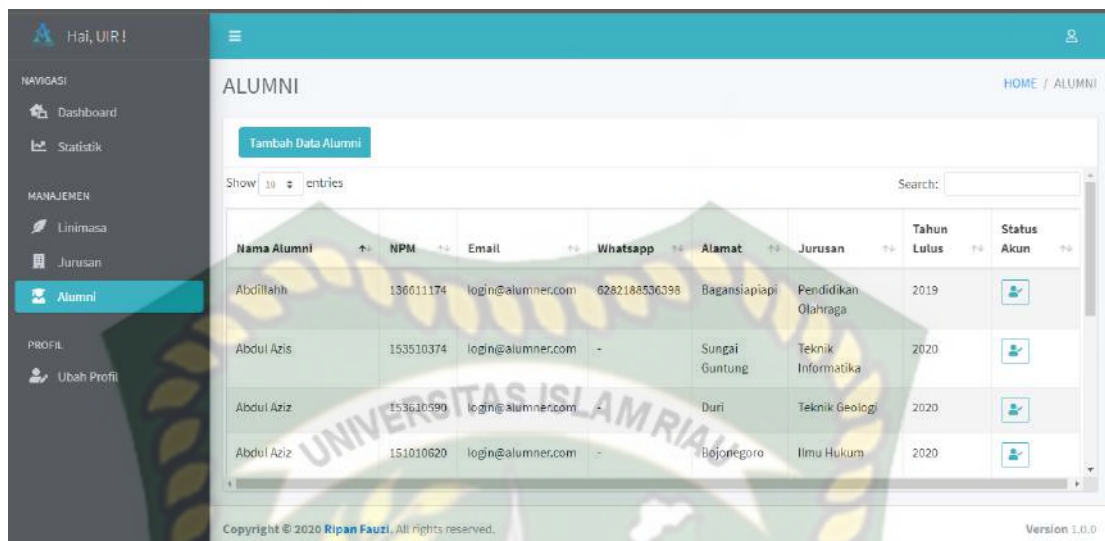 Hai, UIR !
NAVIGASI
Dashboard
Statistik
MANAJEMEN
Linimasa
Jurusan
Alumni
PROFIL
Ubah Profil
ALUMNI
HOME / ALUMNI
Tambah Data Alumni
Show 10 entries
Search:
Nama Alumni NPM Email Whatsapp Alamat Jurusan Tahun Lulus Status Akun
Abdillahh 136611174 login@alumner.com 6282188536398 Bagansiapiapi Pendidikan Olahraga 2019
Abdul Azis 153510374 login@alumner.com - Sungai Guntung Teknik Informatika 2020
Abdul Aziz 153610590 login@alumner.com - Duri Teknik Geologi 2020
Abdul Aziz 151010620 login@alumner.com - Bojonegoro Ilmu Hukum 2020
UNIVERSITAS ISLAM RIAU
Copyright © 2020 Ripan Fauzi. All rights reserved.
Version 1.0.0